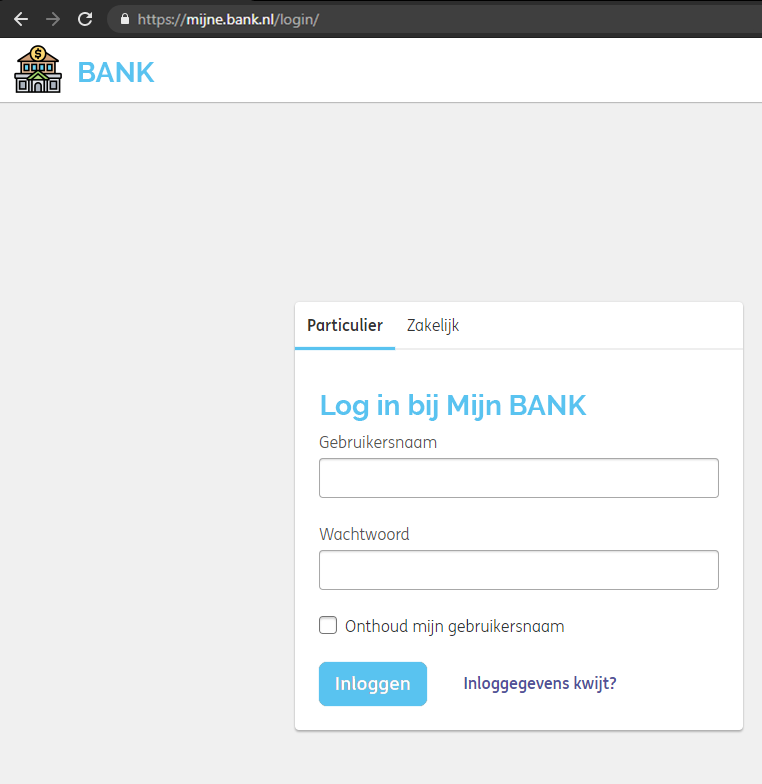 https://mijne.bank.nl/login/
$
BANK
Particulier Zakelijk
Log in bij Mijn BANK
Gebruikersnaam
Wachtwoord
Onthoud mijn gebruikersnaam
Inloggen Inloggegevens kwijt?